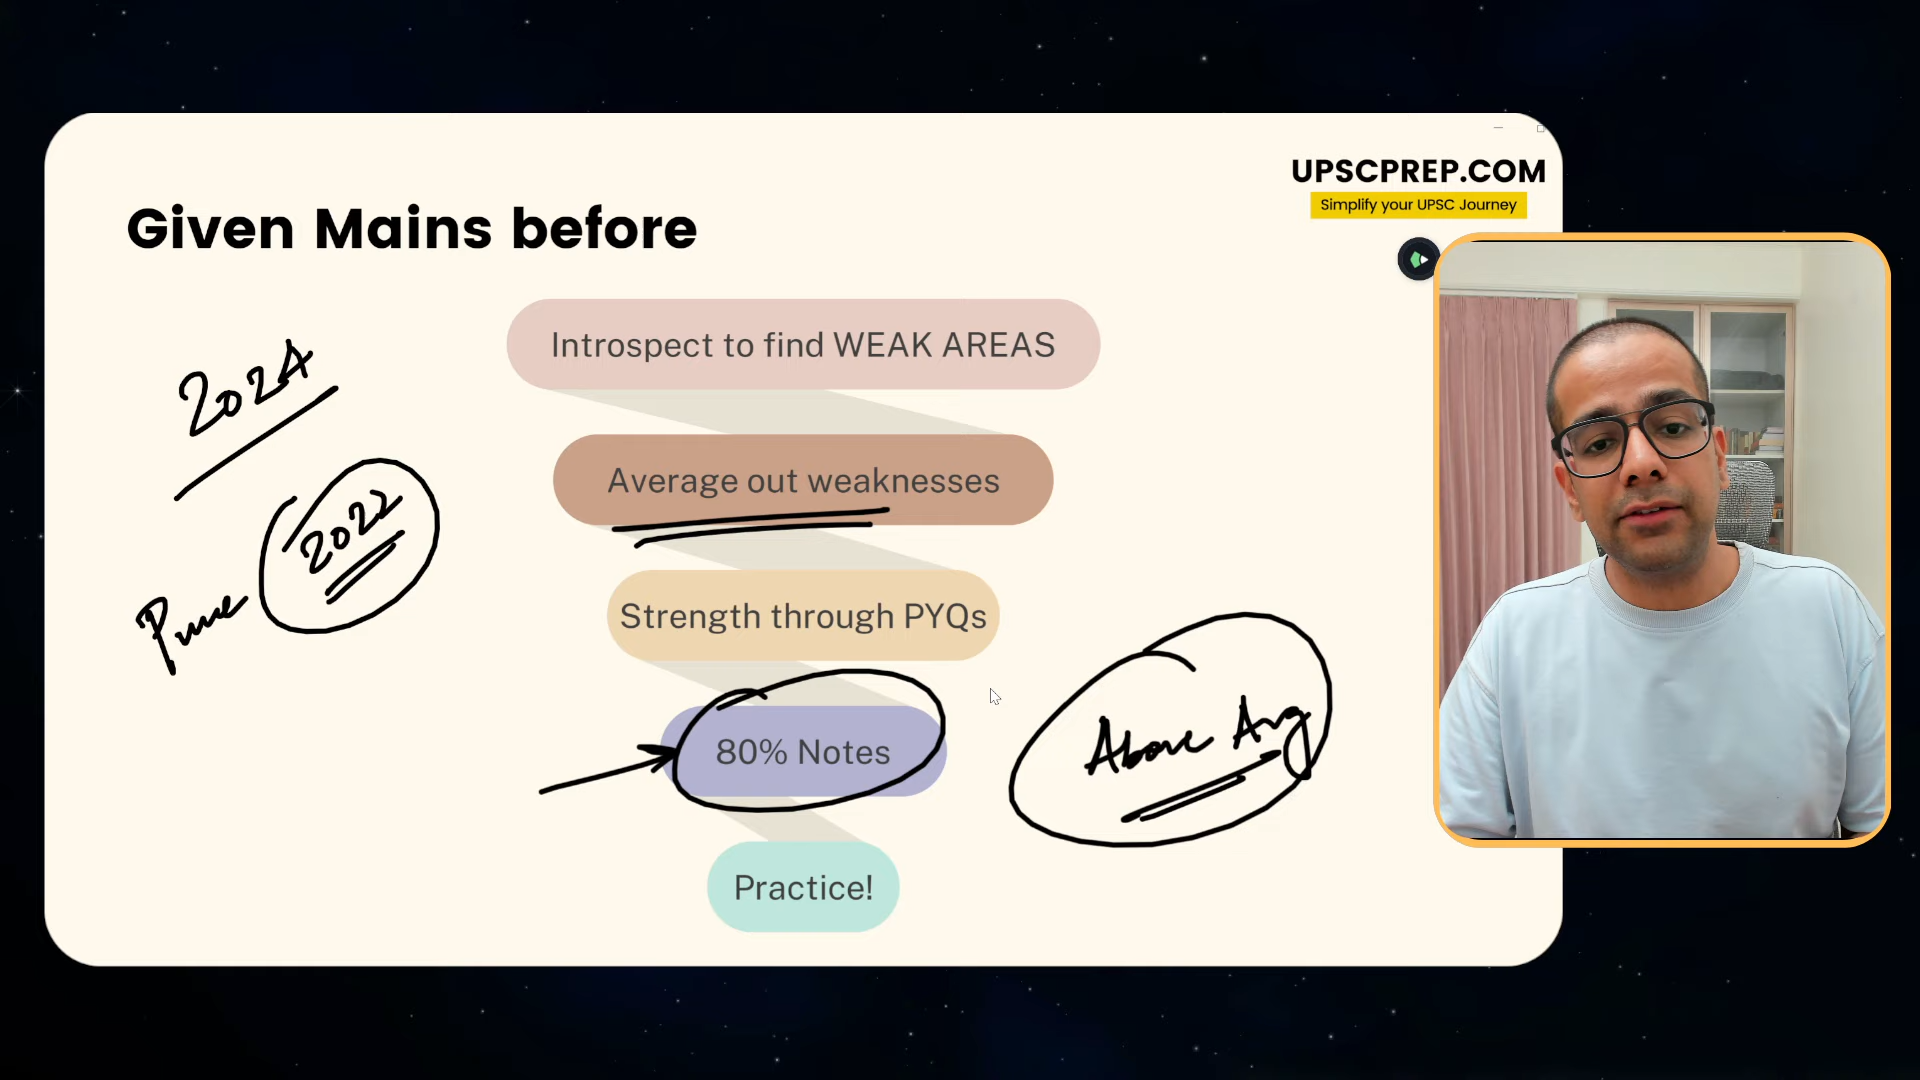 UPSCPREP.COM
Simplify your UPSC Journey
Given Mains before
Introspect to find WEAK AREAS
2024
Average out weaknesses
2022
Strength through PYQs
80% Notes
Above Avg
Practice!